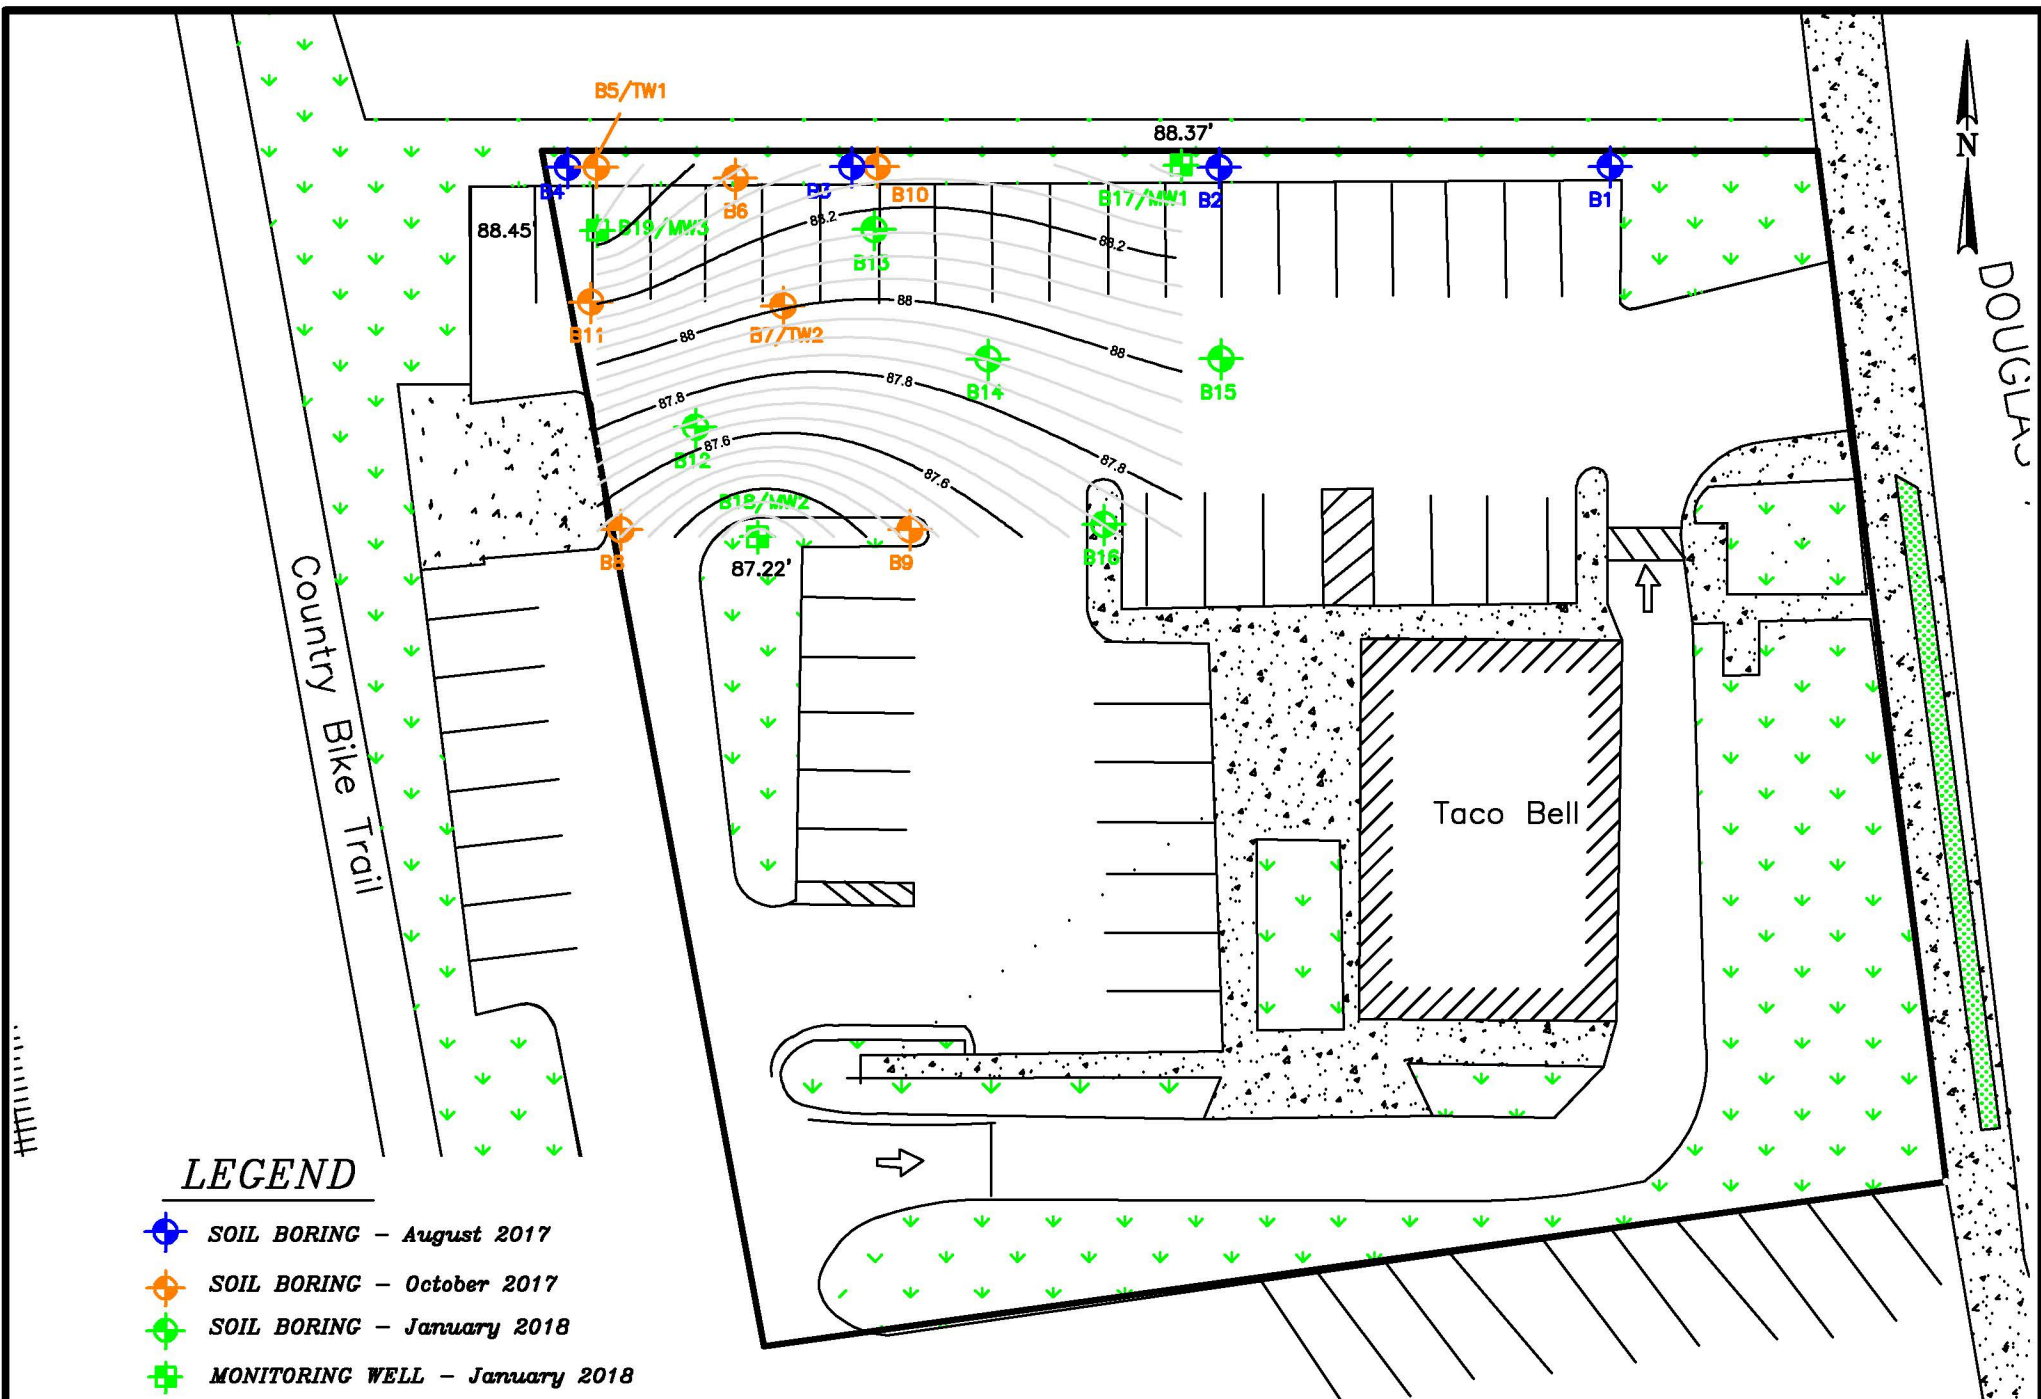 B5/TW1
88.37'
N
B4
B6
B3
B10
B17/MW1
B2
B1
88.45'
B19/MW3
88.2
88.2
B13
DOUGLAS
88
B11
B7/TW2
88
88
B14
B15
87.8
87.8
B12
87.6
87.8
87.6
B18/MW2
B8
87.22'
B9
B16
Country Bike Trail
Taco Bell
LEGEND
SOIL BORING - August 2017
SOIL BORING - October 2017
SOIL BORING - January 2018
MONITORING WELL - January 2018